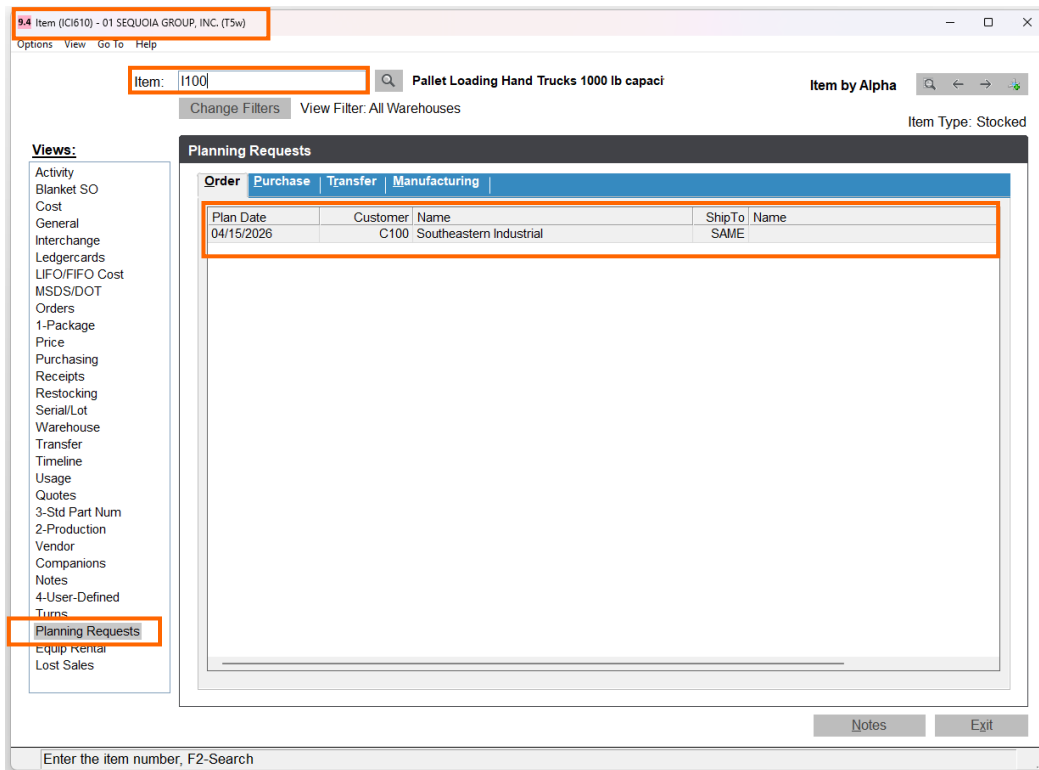 9.4 Item (ICI610) - 01 SEQUOIA GROUP, INC. (T5w)
Options View Go To Help
Item: I100 Pallet Loading Hand Trucks 1000 lb capaci Item by Alpha
Change Filters View Filter: All Warehouses
Item Type: Stocked
Views:
Activity
Blanket SO
Cost
General
Interchange
Ledgercards
LIFO/FIFO Cost
MSDS/DOT
Orders
1-Package
Price
Purchasing
Receipts
Restocking
Serial/Lot
Warehouse
Transfer
Timeline
Usage
Quotes
3-Std Part Num
2-Production
Vendor
Companions
Notes
4-User-Defined
Turns
Planning Requests
Equip Rental
Lost Sales
Planning Requests
Order Purchase Transfer Manufacturing
Plan Date Customer Name ShipTo Name
04/15/2026 C100 Southeastern Industrial SAME
Notes Exit
Enter the item number, F2-Search